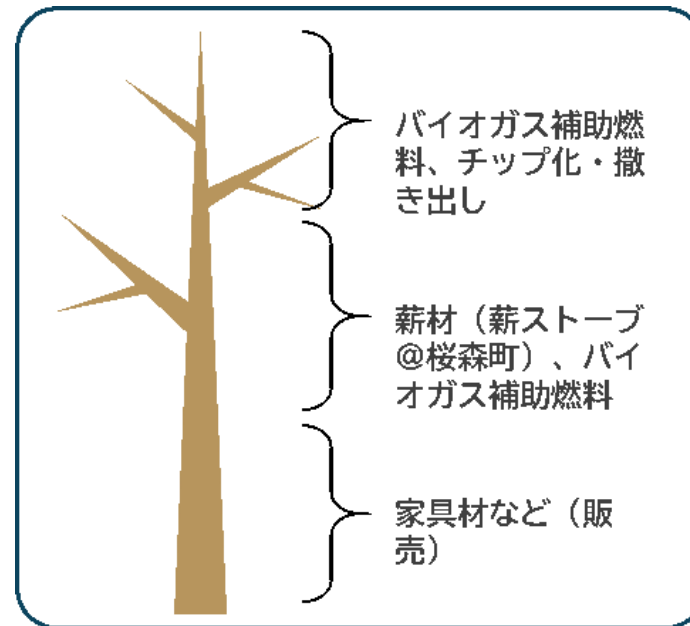 バイオガス補助燃
料、チップ化・撒
き出し
薪材（薪ストーブ
@桜森町）、バイ
オガス補助燃料
家具材など（販
売）